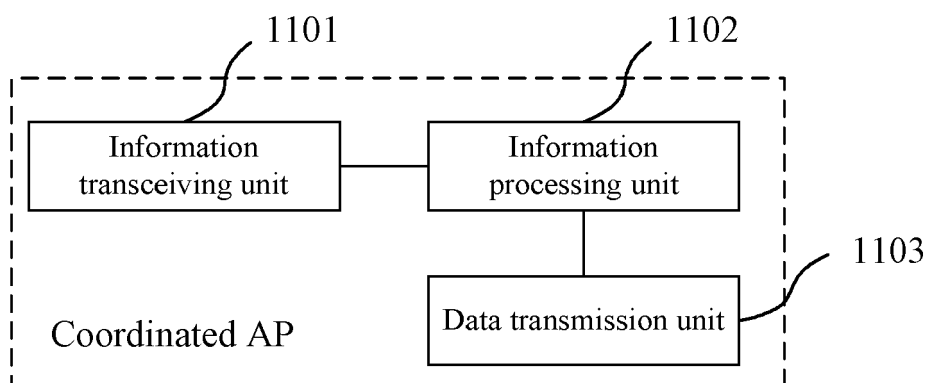 1101
1102
Information
transceiving unit
Information
processing unit
1103
Data transmission unit
Coordinated AP